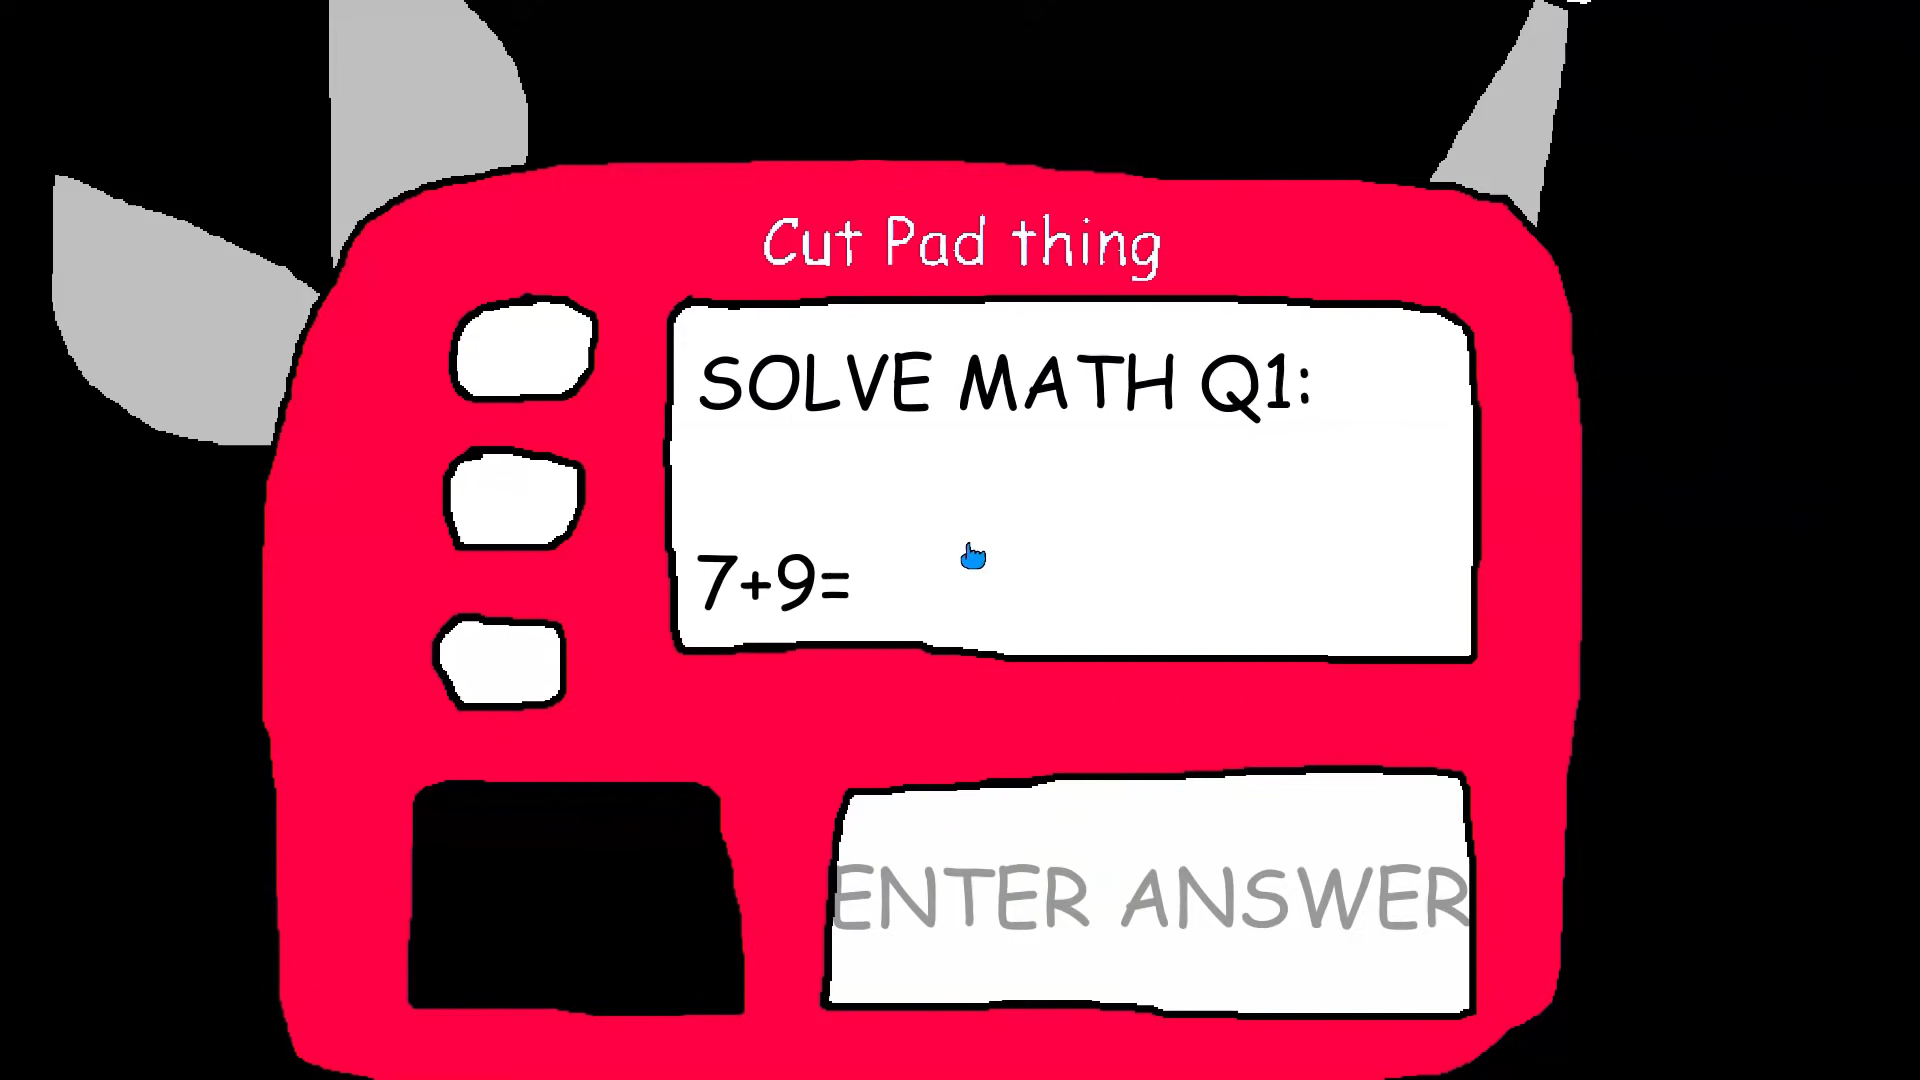 Cut Pad thing
SOLVE MATH Q1:
7+9=
ENTER ANSWER